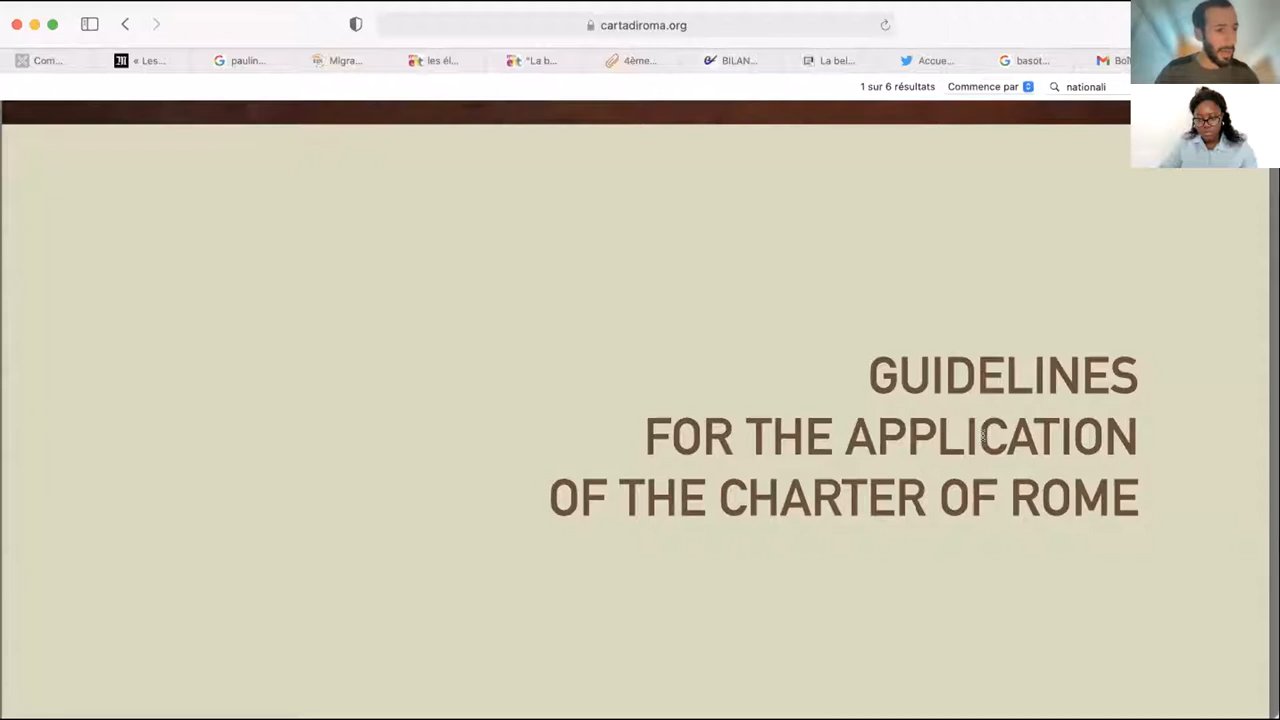 cartadiroma.org
Com...
« Les...
paulin...
Migra...
les él...
"La b...
4ème...
BILAN...
La bel...
Accue...
basot...
Boî
1 sur 6 résultats
Commence par
nationali
GUIDELINES
FOR THE APPLICATION
OF THE CHARTER OF ROME